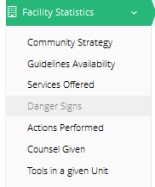 Facility Statistics
Community Strategy
Guidelines Availability
Services Offered
Danger Signs
Actions Performed
Counsel Given
Tools in a given Unit